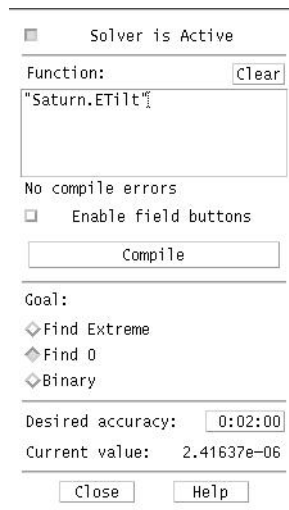 Solver is Active
Function: Clear
"Saturn.ETilt"
No compile errors
Enable field buttons
Compile
Goal:
Find Extreme
Find 0
Binary
Desired accuracy: 0:02:00
Current value: 2.41637e-06
Close Help